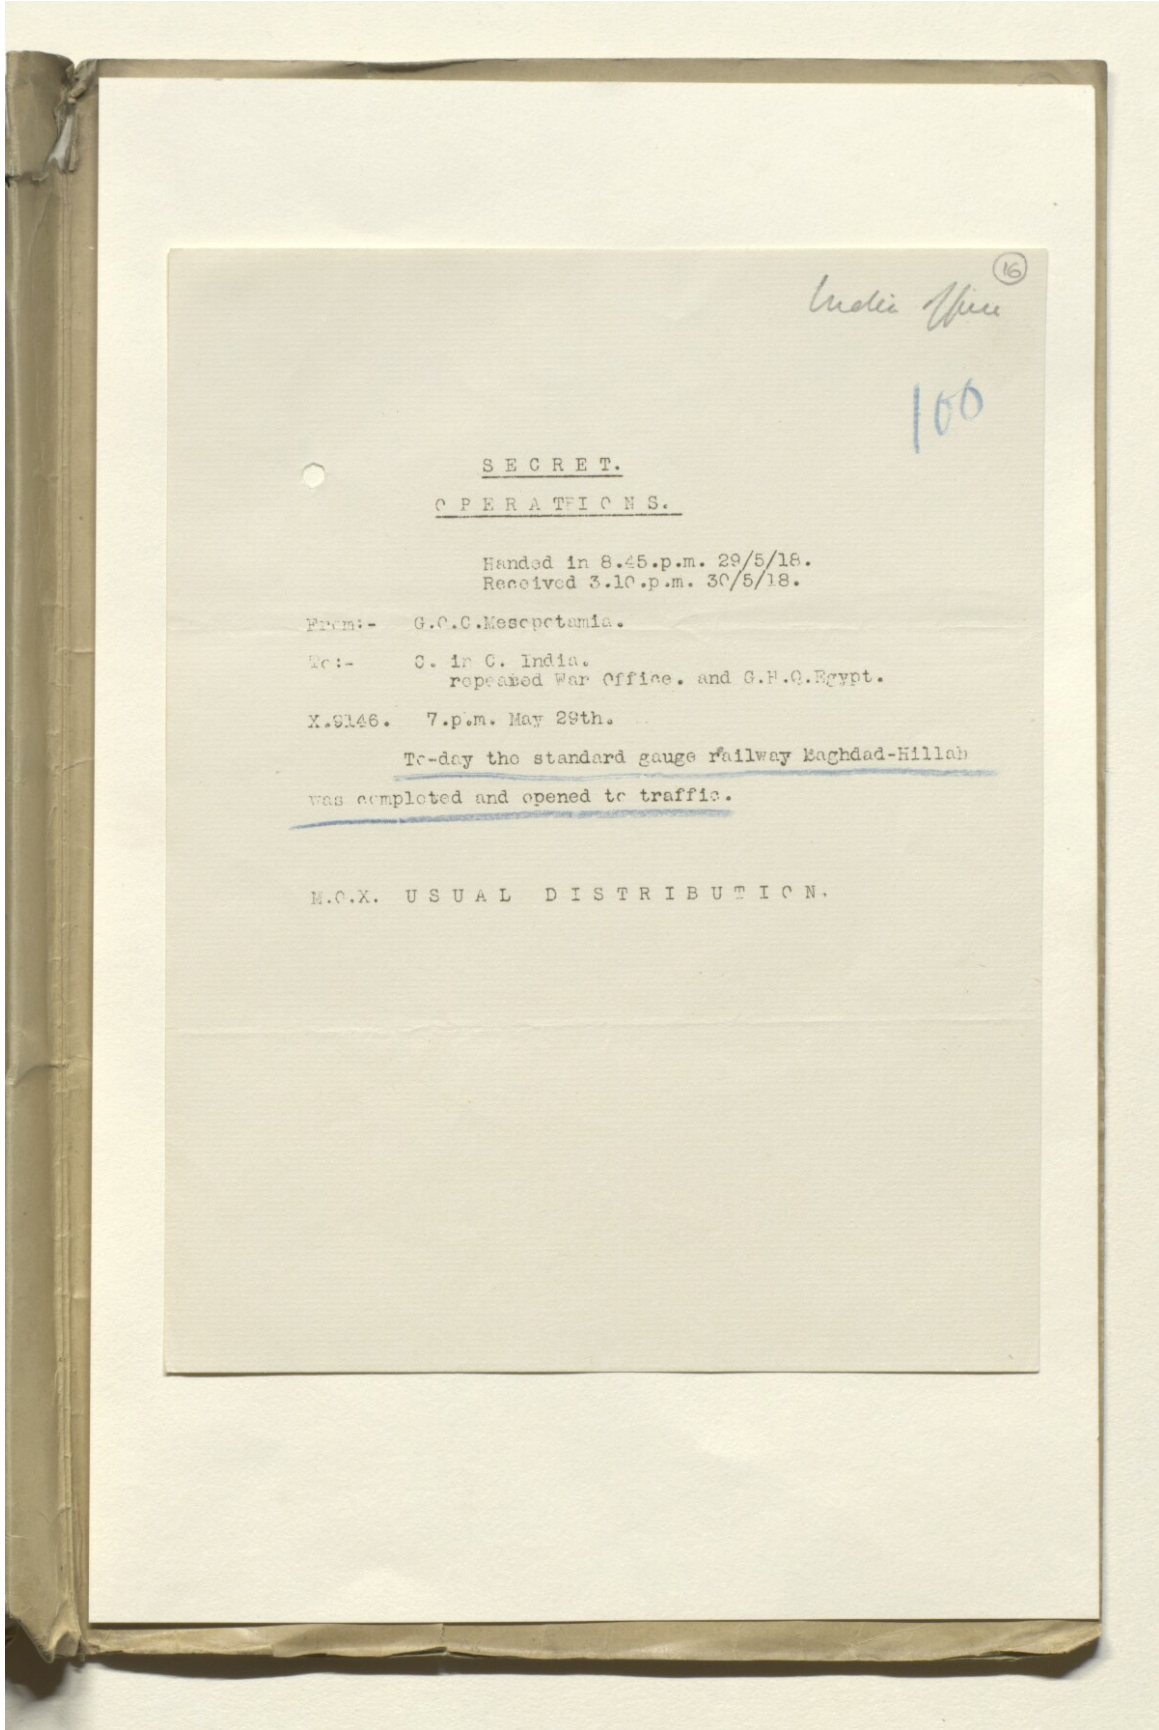 16
India Office
100
SECRET.
OPERATIONS.
Handed in 8.45.p.m. 29/5/18.
Received 3.10.p.m. 30/5/18.
From:- G.O.C.Mesopotamia.
To:- C. in C. India.
repeated War Office. and G.H.Q.Egypt.
X.9146. 7.p.m. May 29th.
To-day the standard gauge railway Baghdad-Hillah
was completed and opened to traffic.
M.O.X. USUAL DISTRIBUTION.